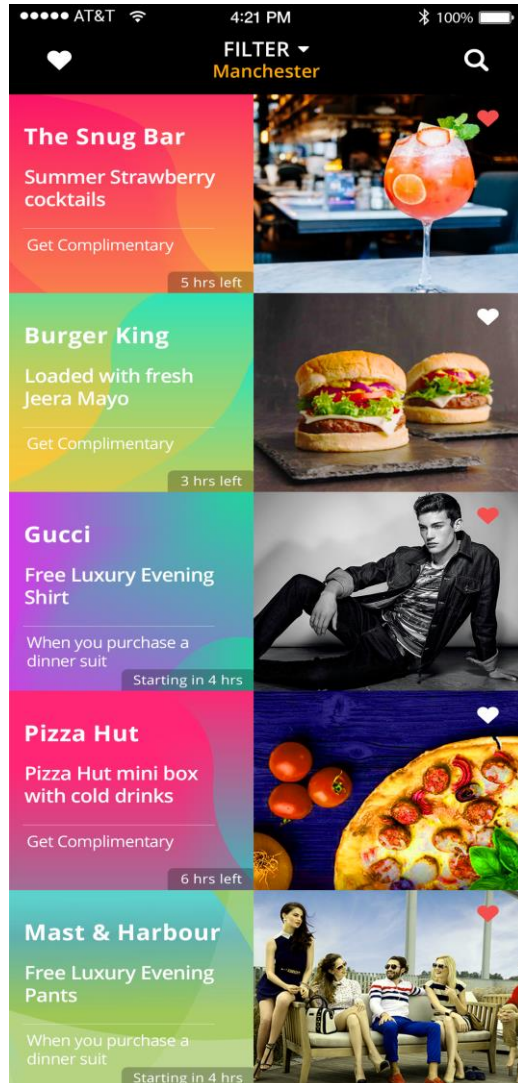 AT&T 4:21 PM 100%
FILTER
Manchester
The Snug Bar
Summer Strawberry
cocktails
Get Complimentary
5 hrs left
Burger King
Loaded with fresh
Jeera Mayo
Get Complimentary
3 hrs left
Gucci
Free Luxury Evening
Shirt
When you purchase a
dinner suit
Starting in 4 hrs
Pizza Hut
Pizza Hut mini box
with cold drinks
Get Complimentary
6 hrs left
Mast & Harbour
Free Luxury Evening
Pants
When you purchase a
dinner suit
Starting in 4 hrs